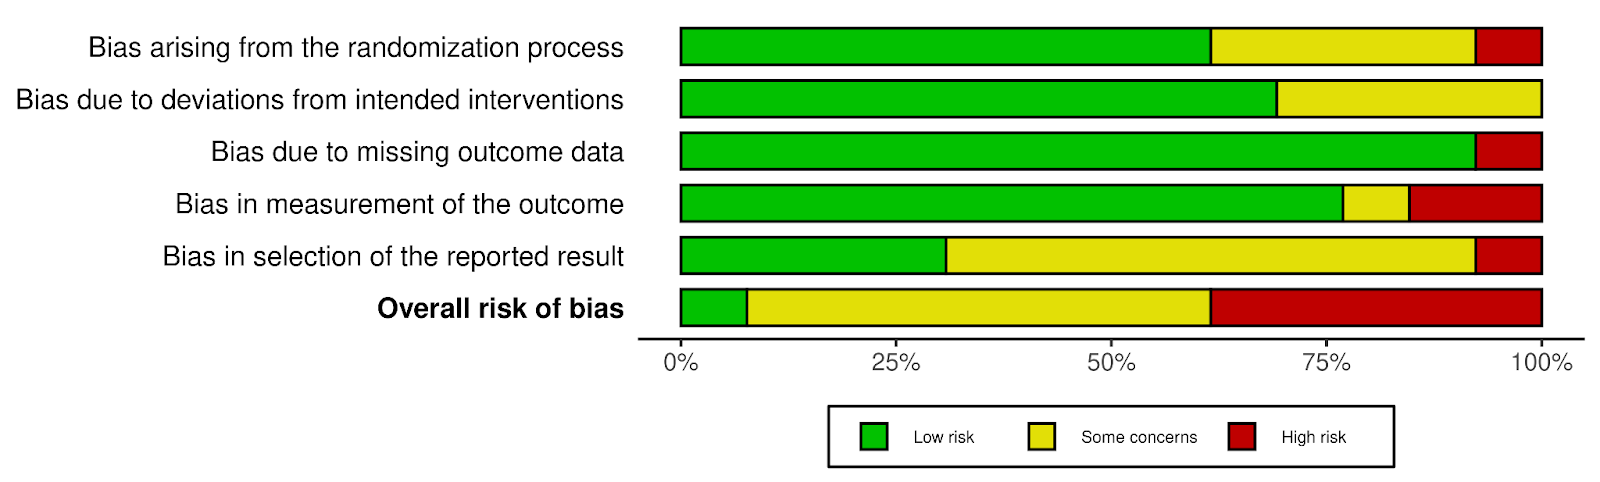 Bias arising from the randomization process
Bias due to deviations from intended interventions
Bias due to missing outcome data
Bias in measurement of the outcome
Bias in selection of the reported result
Overall risk of bias
0% 25% 50% 75% 100%
Low risk Some concerns High risk